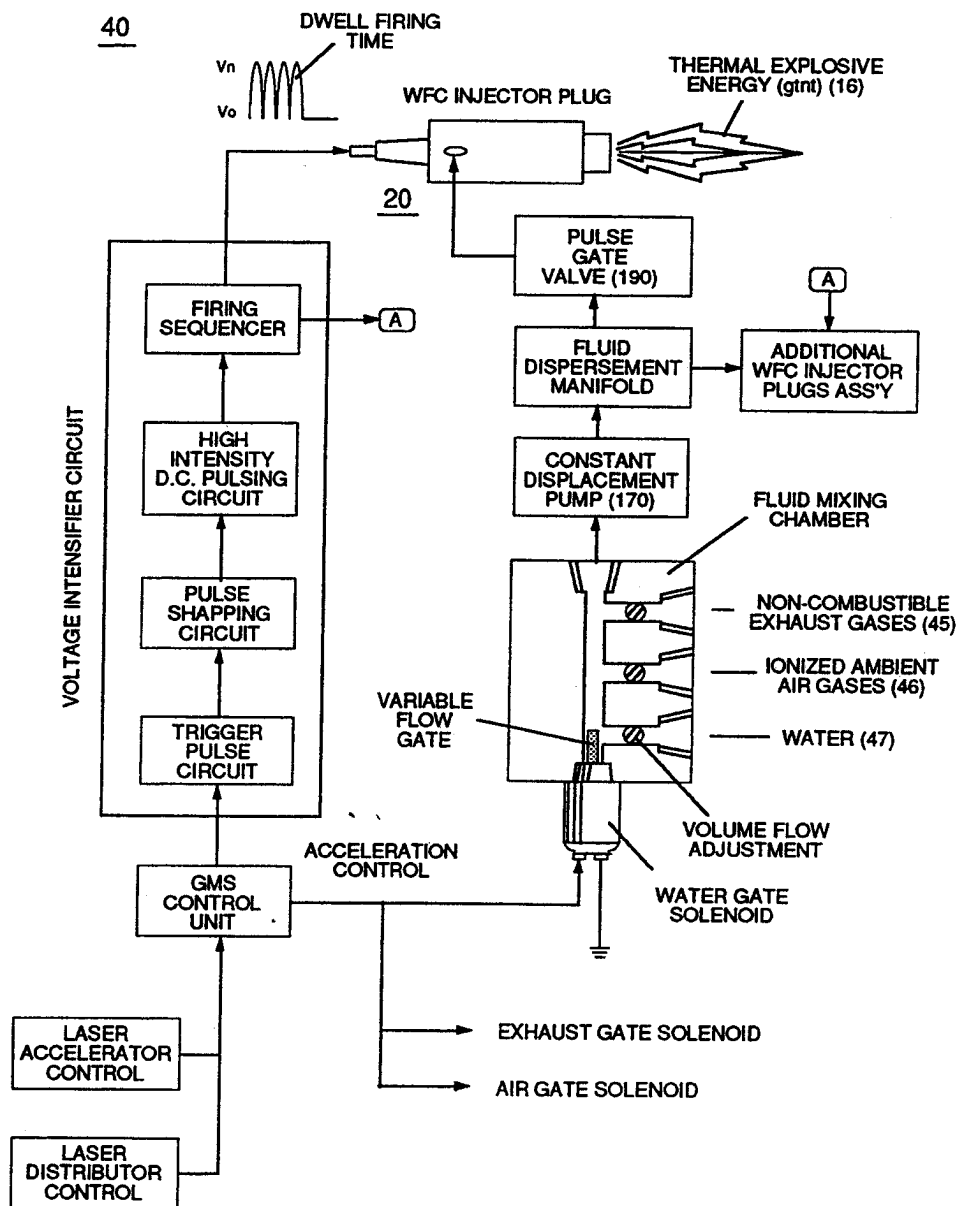 40
DWELL FIRING
TIME
Vn
Vo
WFC INJECTOR PLUG
THERMAL EXPLOSIVE
ENERGY (gtnt) (16)
20
PULSE
GATE
VALVE (190)
FIRING
SEQUENCER
A
A
FLUID
DISPERSEMENT
MANIFOLD
ADDITIONAL
WFC INJECTOR
PLUGS ASS'Y
VOLTAGE INTENSIFIER CIRCUIT
HIGH
INTENSITY
D.C. PULSING
CIRCUIT
CONSTANT
DISPLACEMENT
PUMP (170)
FLUID MIXING
CHAMBER
PULSE
SHAPPING
CIRCUIT
NON-COMBUSTIBLE
EXHAUST GASES (45)
IONIZED AMBIENT
AIR GASES (46)
VARIABLE
FLOW
GATE
WATER (47)
TRIGGER
PULSE
CIRCUIT
VOLUME FLOW
ADJUSTMENT
ACCELERATION
CONTROL
GMS
CONTROL
UNIT
WATER GATE
SOLENOID
LASER
ACCELERATOR
CONTROL
EXHAUST GATE SOLENOID
AIR GATE SOLENOID
LASER
DISTRIBUTOR
CONTROL